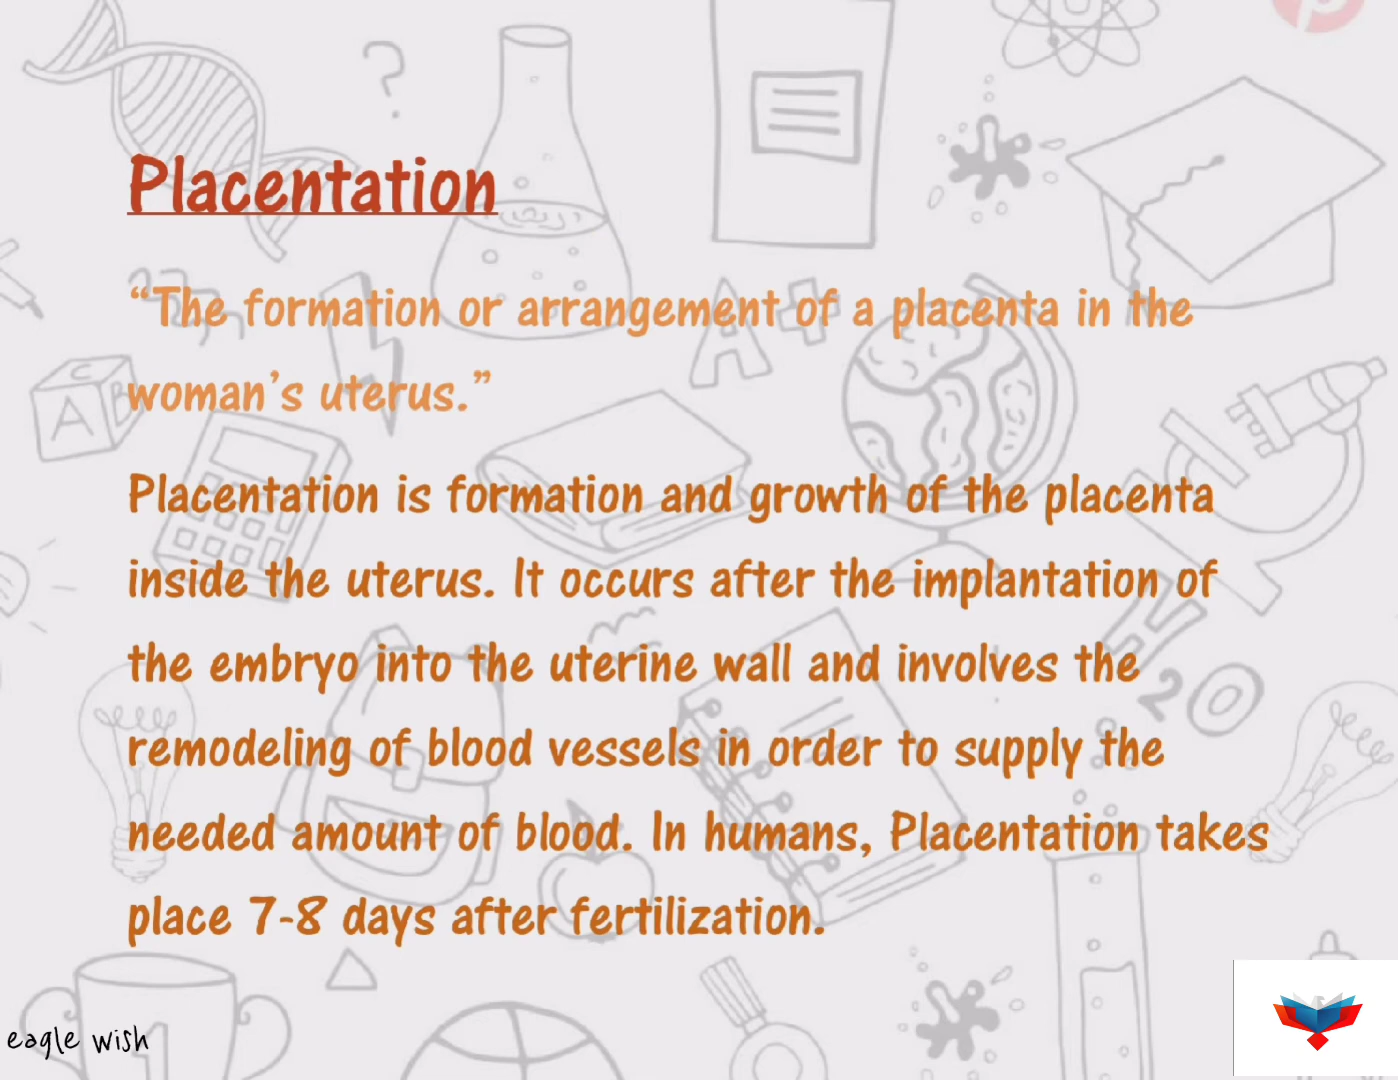 Placentation
“The formation or arrangement of a placenta in the
woman’s uterus.”
Placentation is formation and growth of the placenta
inside the uterus. It occurs after the implantation of
the embryo into the uterine wall and involves the
remodeling of blood vessels in order to supply the
needed amount of blood. In humans, Placentation takes
place 7-8 days after fertilization.
eagle wish
A+
A
B
C
20
1
?